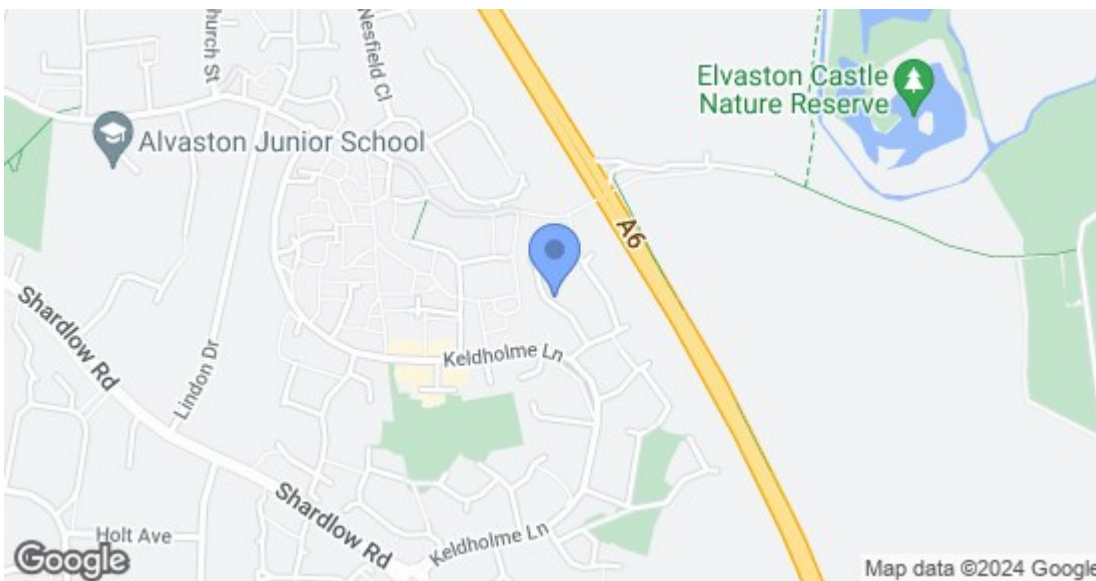 hurch St
Nesfield Cl
Elvaston Castle
Nature Reserve
Alvaston Junior School
A6
Shardlow Rd
Lindon Dr
Keldholme Ln
Shardlow Rd
Holt Ave
Keldholme Ln
Google
Map data ©2024 Google